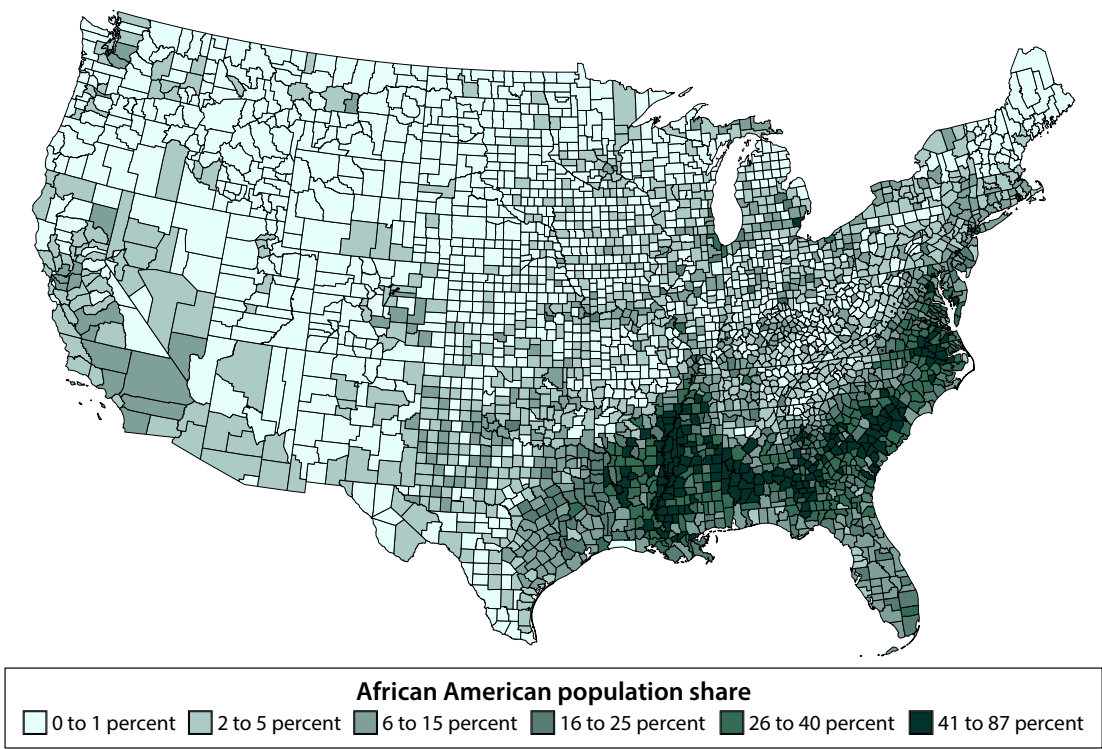 African American population share
0 to 1 percent 2 to 5 percent 6 to 15 percent 16 to 25 percent 26 to 40 percent 41 to 87 percent